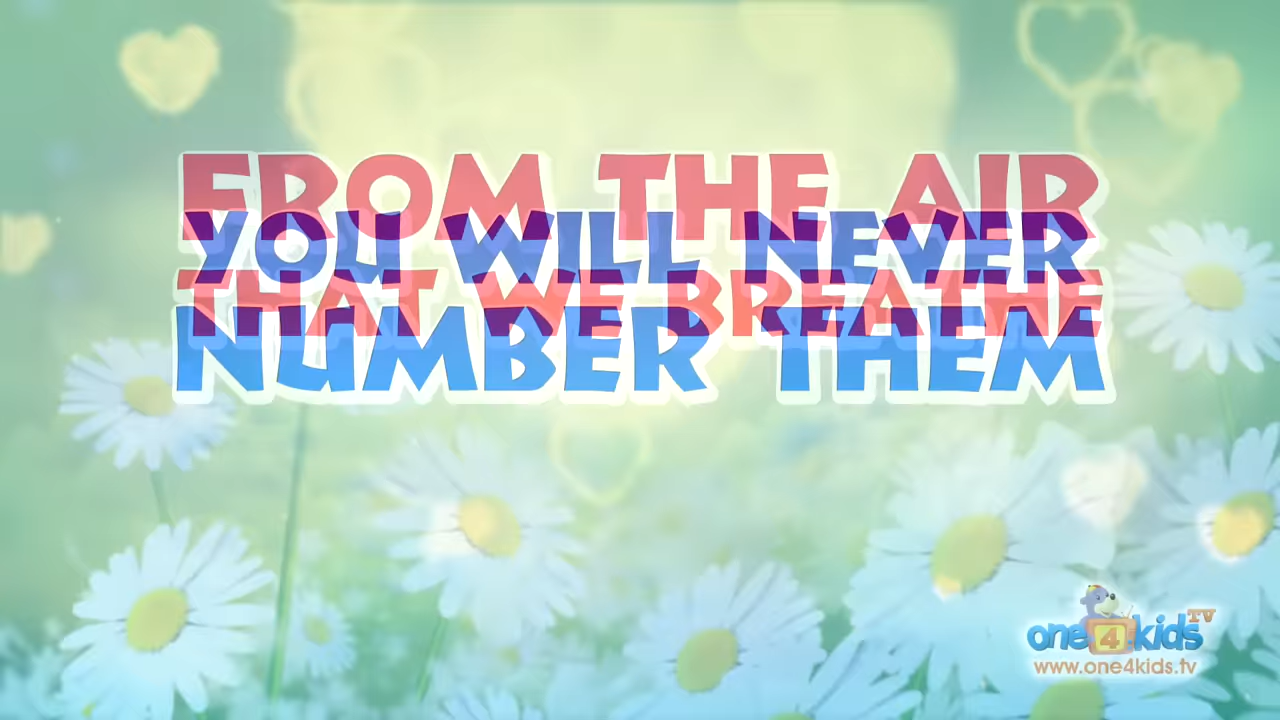 FROM THE AIR
YOU WILL NEVER
THAT WE BREATHE
NUMBER THEM
one4kids TV
www.one4kids.tv